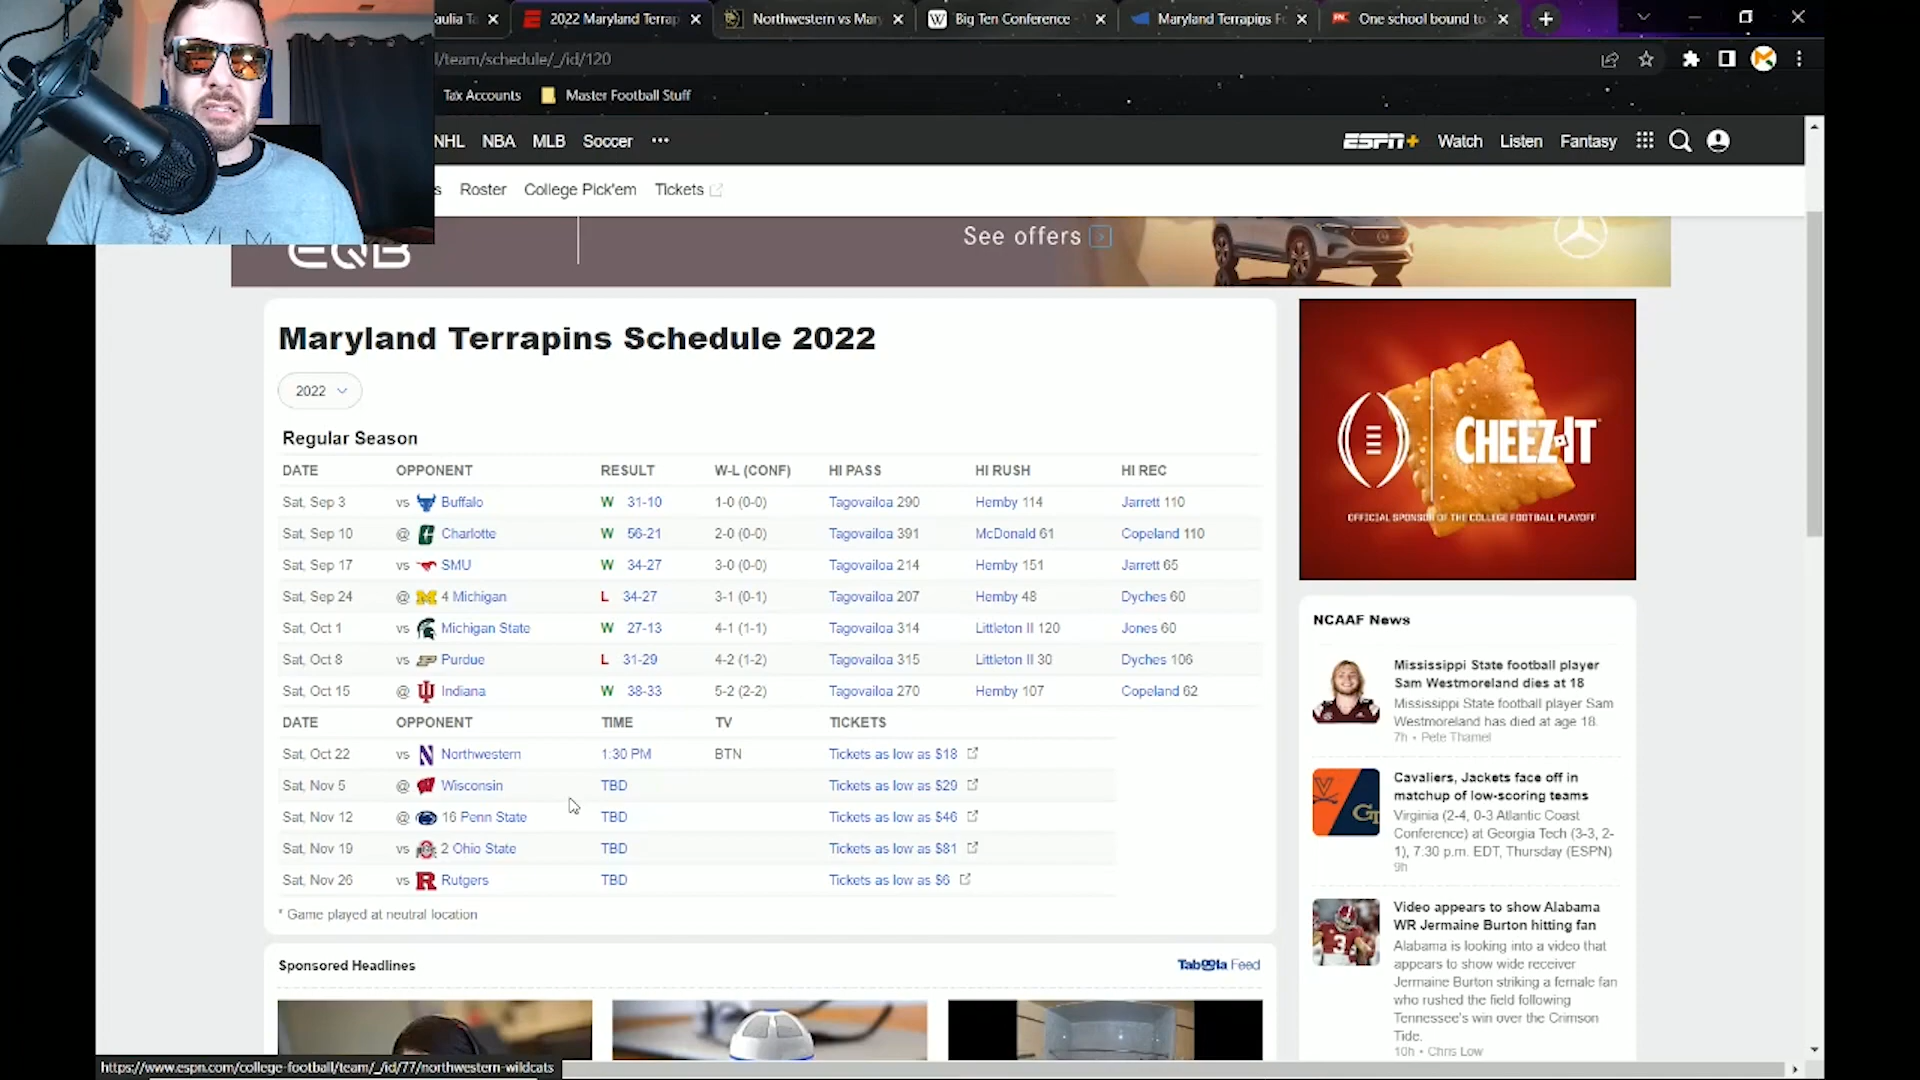 aulia Ta
2022 Maryland Terrap
Northwestern vs Mary
Big Ten Conference -
Maryland Terrapins Fo
One school bound to
l/team/schedule/_/id/120
Tax Accounts
Master Football Stuff
NHL NBA MLB Soccer
ESPN+ Watch Listen Fantasy
s Roster College Pick'em Tickets
EQB
See offers
VLM
Maryland Terrapins Schedule 2022
2022
Regular Season
DATE OPPONENT RESULT W-L (CONF) HI PASS HI RUSH HI REC
Sat, Sep 3 vs Buffalo W 31-10 1-0 (0-0) Tagovailoa 290 Hemby 114 Jarrett 110
Sat, Sep 10 @ Charlotte W 56-21 2-0 (0-0) Tagovailoa 391 McDonald 61 Copeland 110
Sat, Sep 17 vs SMU W 34-27 3-0 (0-0) Tagovailoa 214 Hemby 151 Jarrett 65
Sat, Sep 24 @ 4 Michigan L 34-27 3-1 (0-1) Tagovailoa 207 Hemby 48 Dyches 60
Sat, Oct 1 vs Michigan State W 27-13 4-1 (1-1) Tagovailoa 314 Littleton II 120 Jones 60
Sat, Oct 8 vs Purdue L 31-29 4-2 (1-2) Tagovailoa 315 Littleton II 30 Dyches 106
Sat, Oct 15 @ Indiana W 38-33 5-2 (2-2) Tagovailoa 270 Hemby 107 Copeland 62
DATE OPPONENT TIME TV TICKETS
Sat, Oct 22 vs Northwestern 1:30 PM BTN Tickets as low as $18
Sat, Nov 5 @ Wisconsin TBD Tickets as low as $29
Sat, Nov 12 @ 16 Penn State TBD Tickets as low as $46
Sat, Nov 19 vs 2 Ohio State TBD Tickets as low as $81
Sat, Nov 26 vs Rutgers TBD Tickets as low as $6
* Game played at neutral location
Sponsored Headlines
Taboola Feed
CHEEZ-IT
OFFICIAL SPONSOR OF THE COLLEGE FOOTBALL PLAYOFF
NCAAF News
Mississippi State football player
Sam Westmoreland dies at 18
Mississippi State football player Sam
Westmoreland has died at age 18.
7h • Pete Thamel
Cavaliers, Jackets face off in
matchup of low-scoring teams
Virginia (2-4, 0-3 Atlantic Coast
Conference) at Georgia Tech (3-3, 2-
1), 7:30 p.m. EDT, Thursday (ESPN)
9h
Video appears to show Alabama
WR Jermaine Burton hitting fan
Alabama is looking into a video that
appears to show wide receiver
Jermaine Burton striking a female fan
who rushed the field following
Tennessee's win over the Crimson
Tide.
10h • Chris Low
https://www.espn.com/college-football/team/_/id/77/northwestern-wildcats